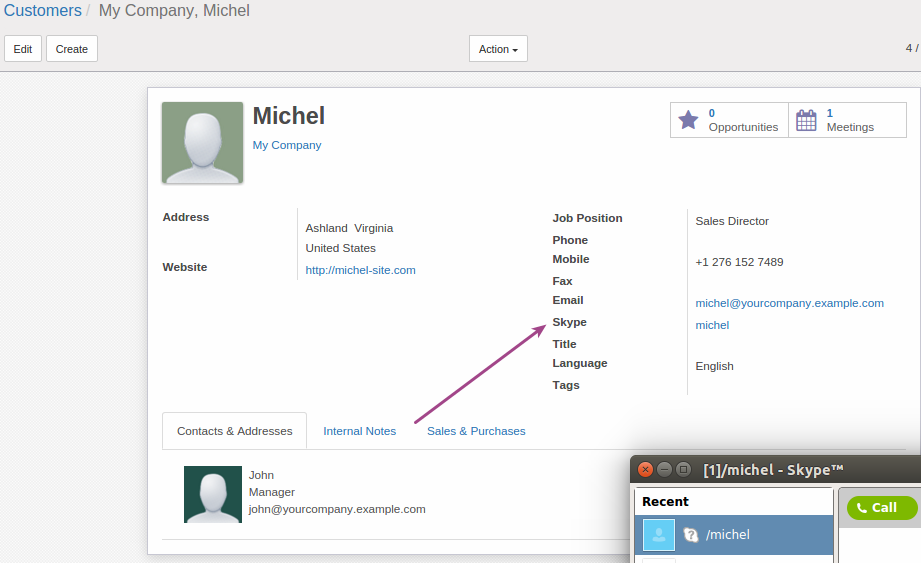 Customers / My Company, Michel
Edit Create Action 4 /
Michel
My Company
0
Opportunities
1
Meetings
Address
Ashland Virginia
United States
Website http://michel-site.com
Job Position Sales Director
Phone
Mobile +1 276 152 7489
Fax
Email michel@yourcompany.example.com
Skype michel
Title
Language English
Tags
Contacts & Addresses Internal Notes Sales & Purchases
John
Manager
john@yourcompany.example.com
[1]/michel - Skype™
Recent
Call
/michel